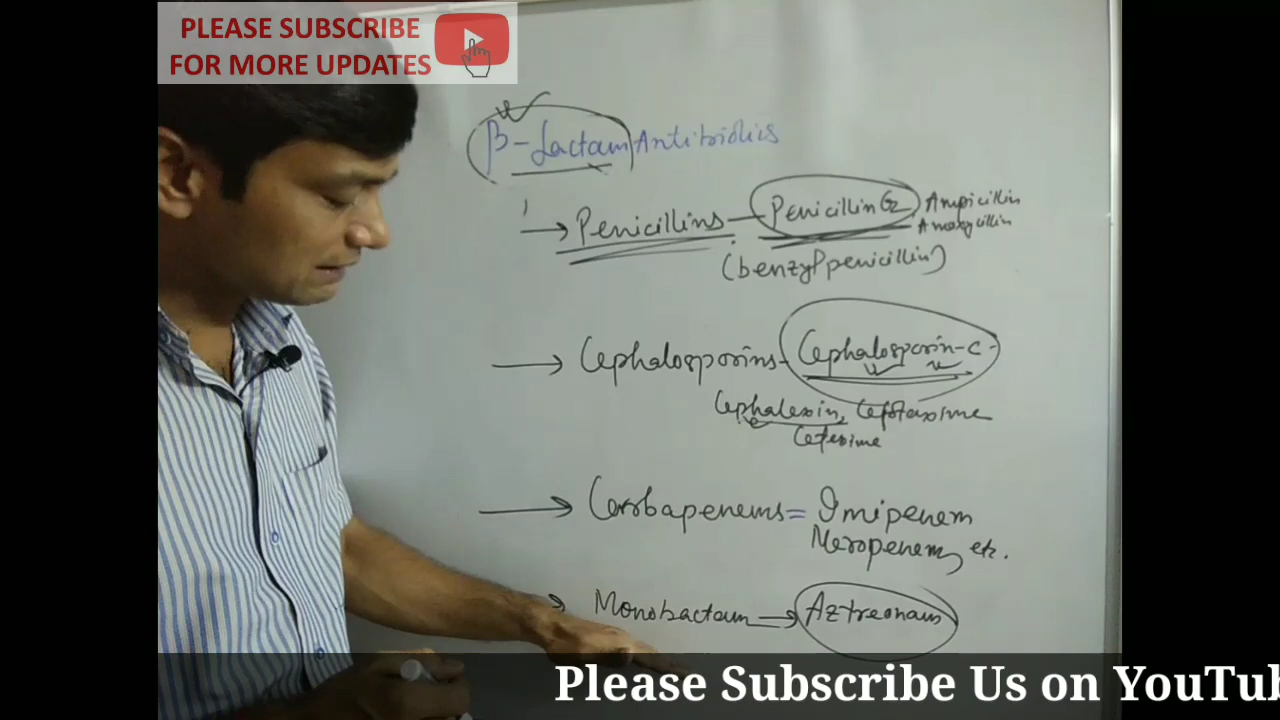 PLEASE SUBSCRIBE
FOR MORE UPDATES
β-Lactam Antibiotics
→ Penicillins — Penicillin G, Ampicillin
Amoxycillin
(benzylpenicillin)
→ Cephalosporins - Cephalosporin-C
Cephalexin, Cefotaxime
Cefexime
→ Carbapenems = Imipenem
Meropenem, etc.
Monobactam → Aztreonam
Please Subscribe Us on YouTub